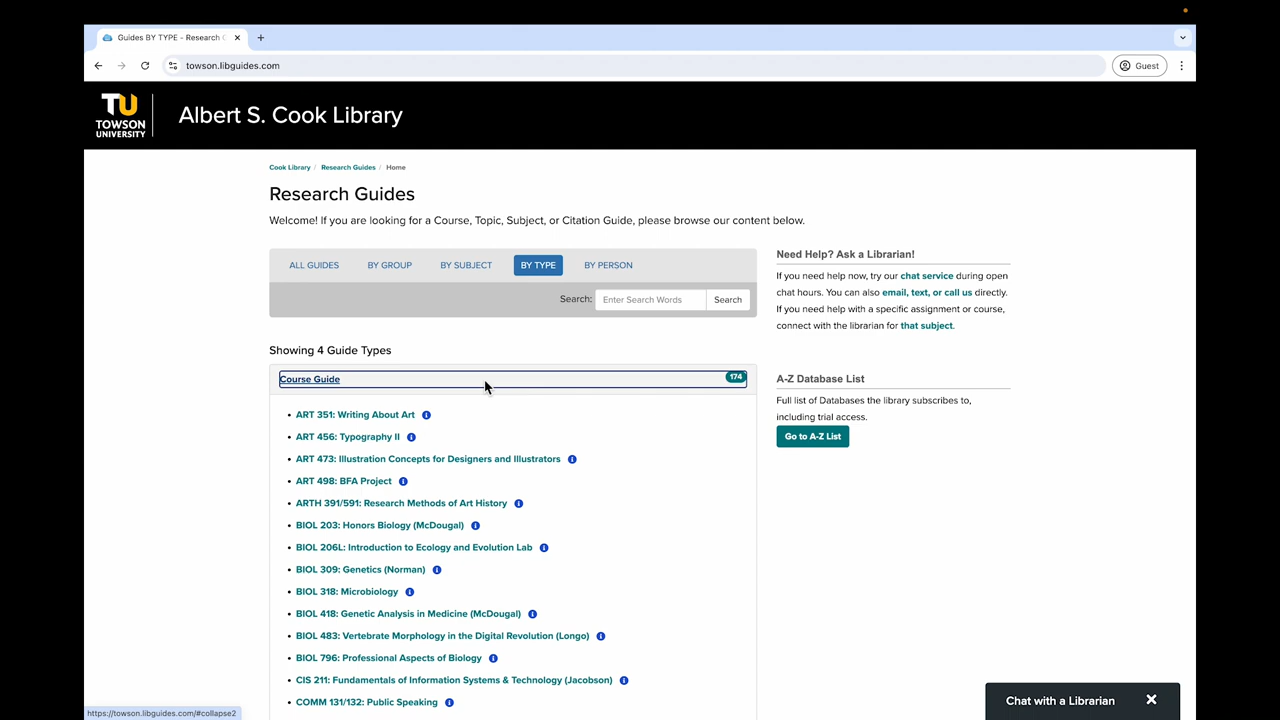 Guides BY TYPE - Research G
towson.libguides.com
Guest
TU
TOWSON
UNIVERSITY
Albert S. Cook Library
Cook Library / Research Guides / Home
Research Guides
Welcome! If you are looking for a Course, Topic, Subject, or Citation Guide, please browse our content below.
ALL GUIDES BY GROUP BY SUBJECT BY TYPE BY PERSON
Search: Enter Search Words Search
Showing 4 Guide Types
Course Guide 174
ART 351: Writing About Art
ART 456: Typography II
ART 473: Illustration Concepts for Designers and Illustrators
ART 498: BFA Project
ARTH 391/591: Research Methods of Art History
BIOL 203: Honors Biology (McDougal)
BIOL 206L: Introduction to Ecology and Evolution Lab
BIOL 309: Genetics (Norman)
BIOL 318: Microbiology
BIOL 418: Genetic Analysis in Medicine (McDougal)
BIOL 483: Vertebrate Morphology in the Digital Revolution (Longo)
BIOL 796: Professional Aspects of Biology
CIS 211: Fundamentals of Information Systems & Technology (Jacobson)
COMM 131/132: Public Speaking
Need Help? Ask a Librarian!
If you need help now, try our chat service during open
chat hours. You can also email, text, or call us directly.
If you need help with a specific assignment or course,
connect with the librarian for that subject.
A-Z Database List
Full list of Databases the library subscribes to,
including trial access.
Go to A-Z List
Chat with a Librarian
https://towson.libguides.com/#collapse2